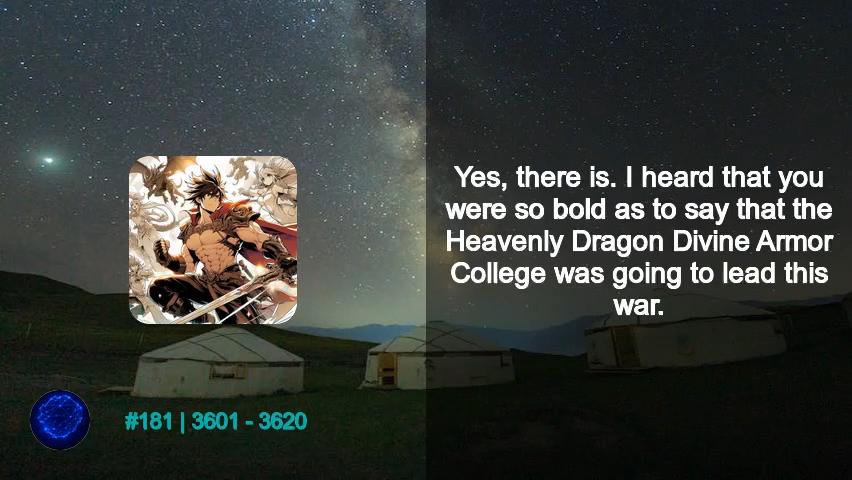 Yes, there is. I heard that you
were so bold as to say that the
Heavenly Dragon Divine Armor
College was going to lead this
war.
#181 | 3601 - 3620